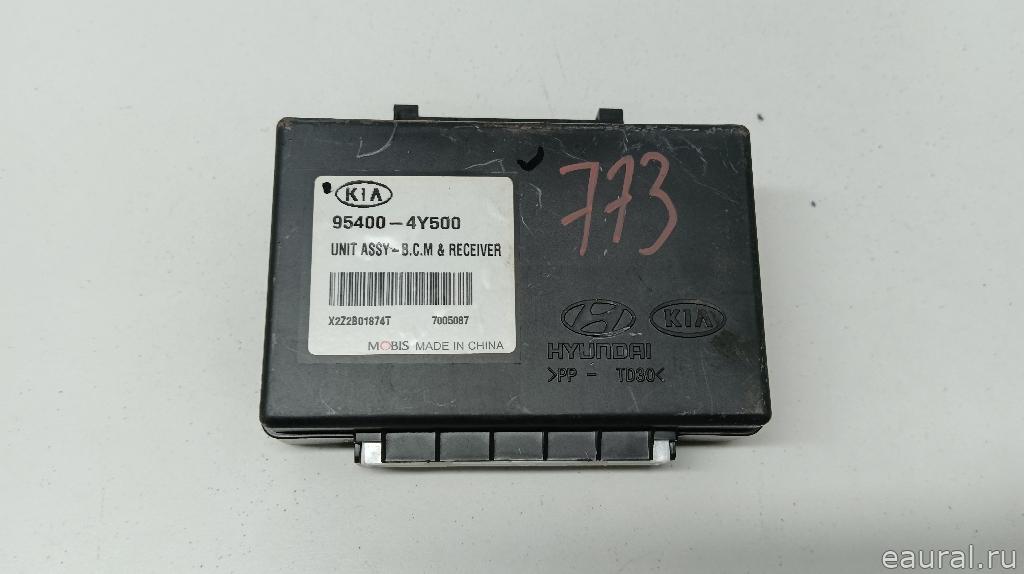 773
KIA
95400-4Y500
UNIT ASSY-B.C.M & RECEIVER
X2Z2B01874T 7005087
MOBIS MADE IN CHINA
KIA
HYUNDAI
>PP - TD30<
eaural.ru